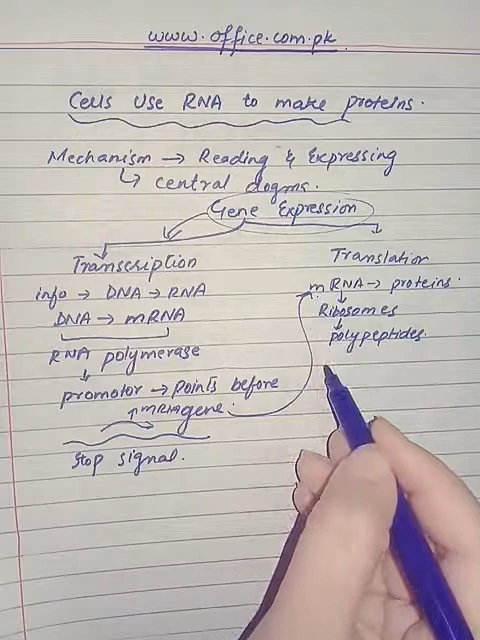 www.office.com.pk
Cells use RNA to make proteins.
Mechanism → Reading & Expressing
↳ central dogma.
Gene Expression
Transcription
info → DNA → RNA
DNA → mRNA
RNA polymerase
promotor → points before
↑ mRNA gene.
Stop signal.
Translation
mRNA → proteins.
Ribosomes
polypeptides.